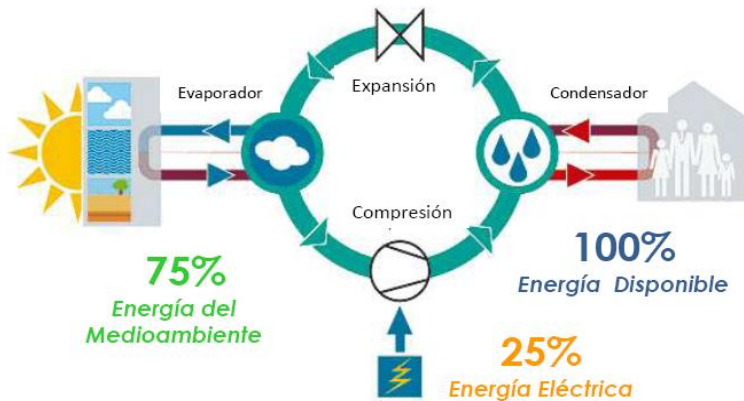 Evaporador
Expansión
Condensador
Compresión
75%
Energía del
Medioambiente
100%
Energía Disponible
25%
Energía Eléctrica